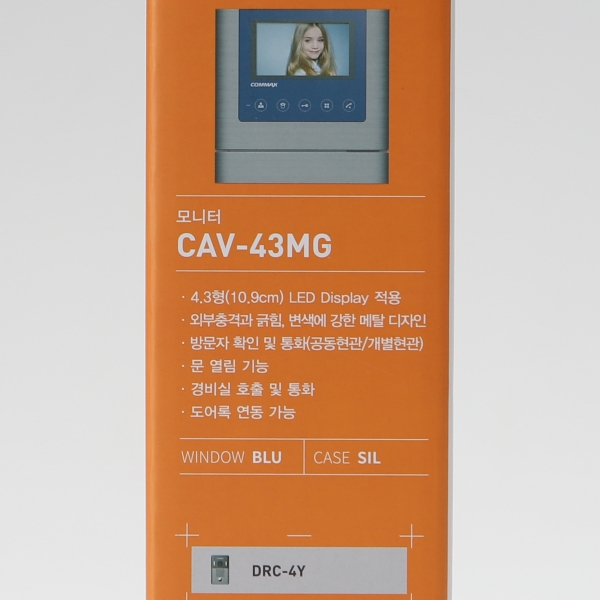 COMMAX
모니터
CAV-43MG
· 4.3형(10.9cm) LED Display 적용
· 외부충격과 긁힘, 변색에 강한 메탈 디자인
· 방문자 확인 및 통화(공동현관/개별현관)
· 문 열림 기능
· 경비실 호출 및 통화
· 도어록 연동 가능
WINDOW BLU CASE SIL
DRC-4Y